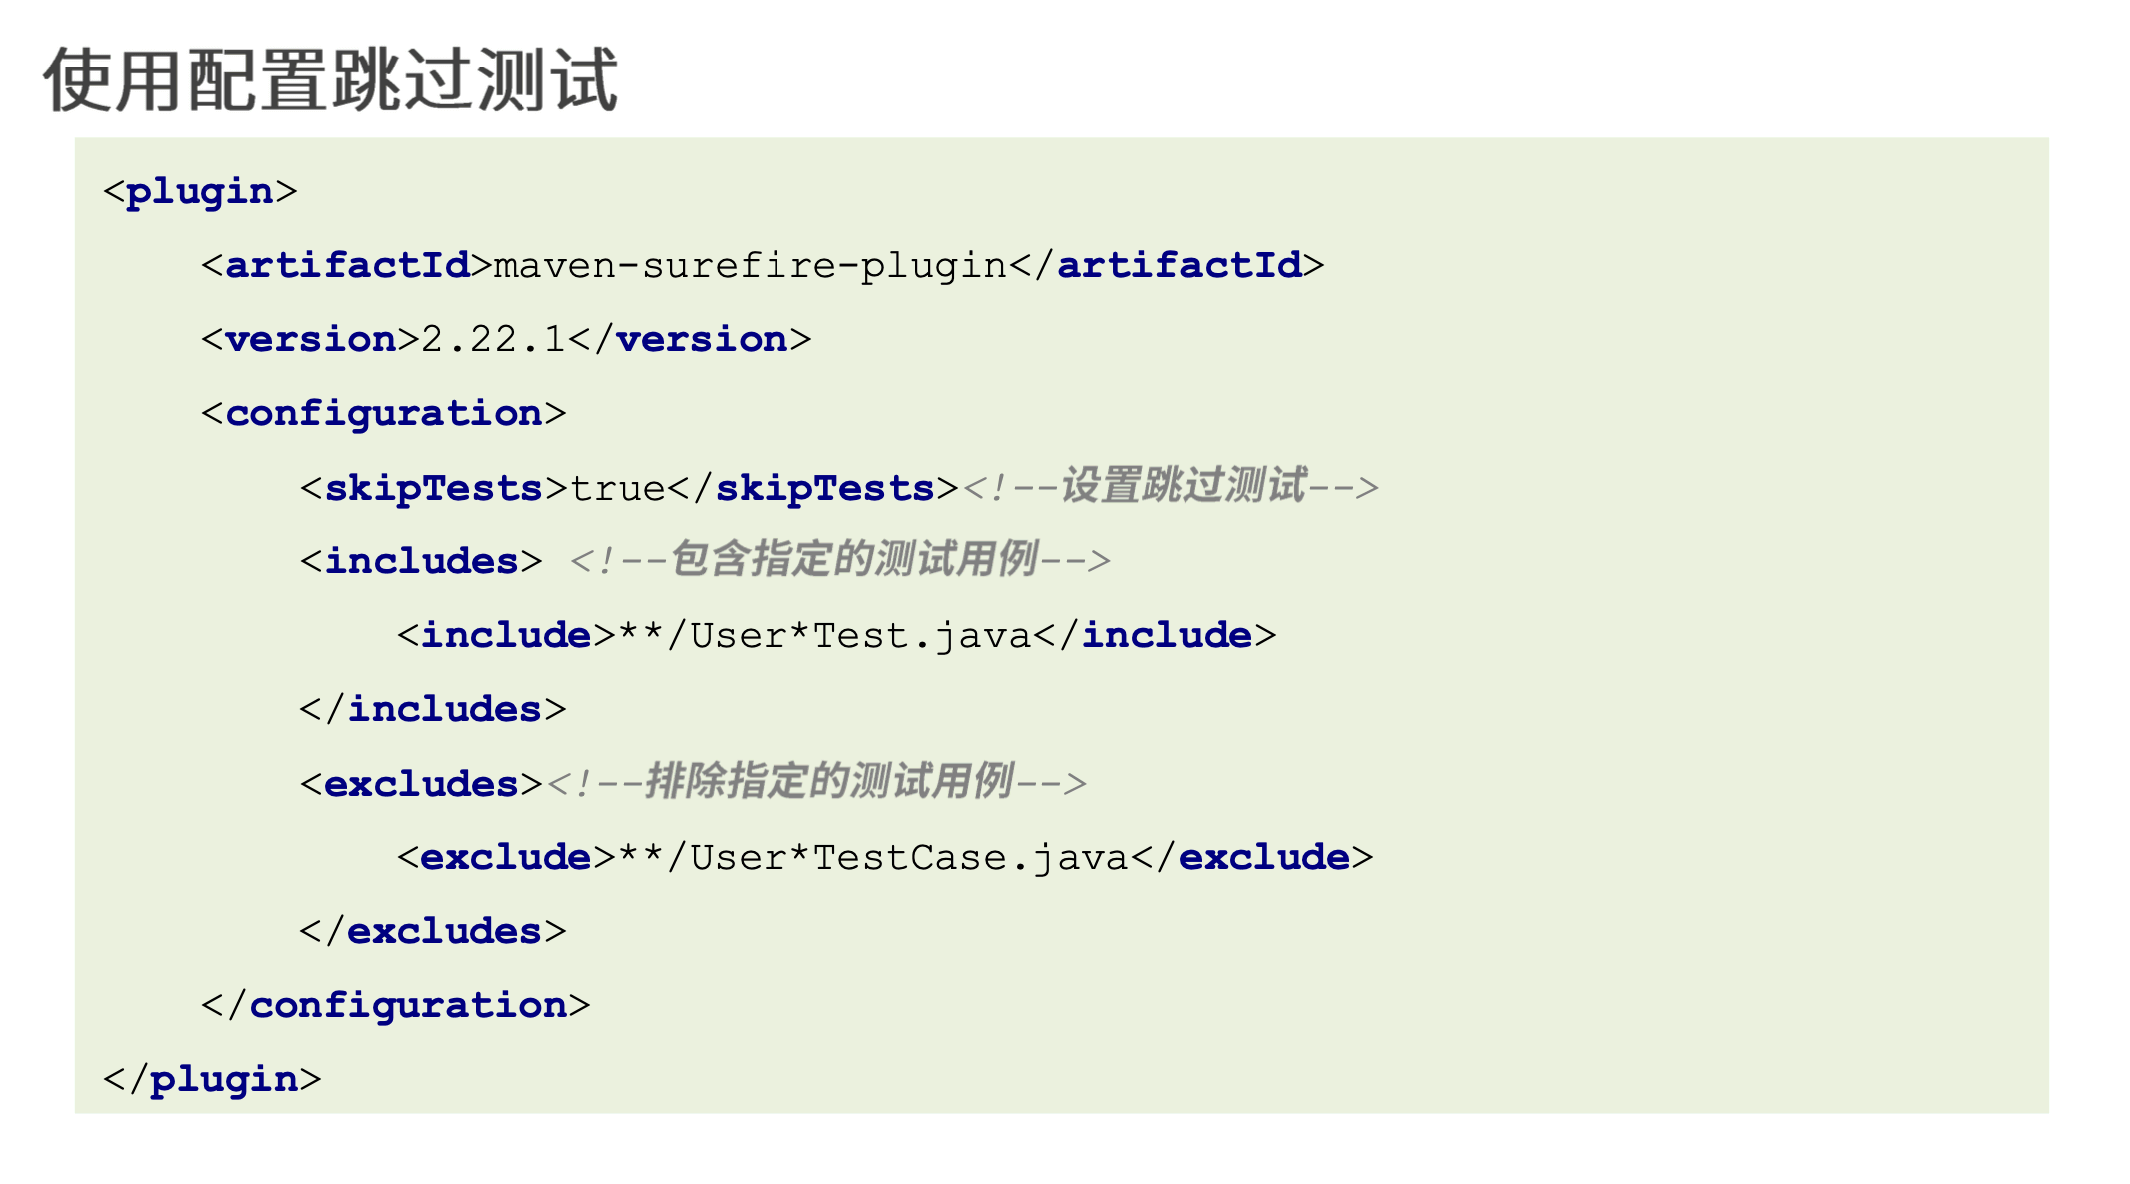 使用配置跳过测试
<plugin>
    <artifactId>maven-surefire-plugin</artifactId>
    <version>2.22.1</version>
    <configuration>
        <skipTests>true</skipTests><!--设置跳过测试-->
        <includes> <!--包含指定的测试用例-->
            <include>**/User*Test.java</include>
        </includes>
        <excludes><!--排除指定的测试用例-->
            <exclude>**/User*TestCase.java</exclude>
        </excludes>
    </configuration>
</plugin>